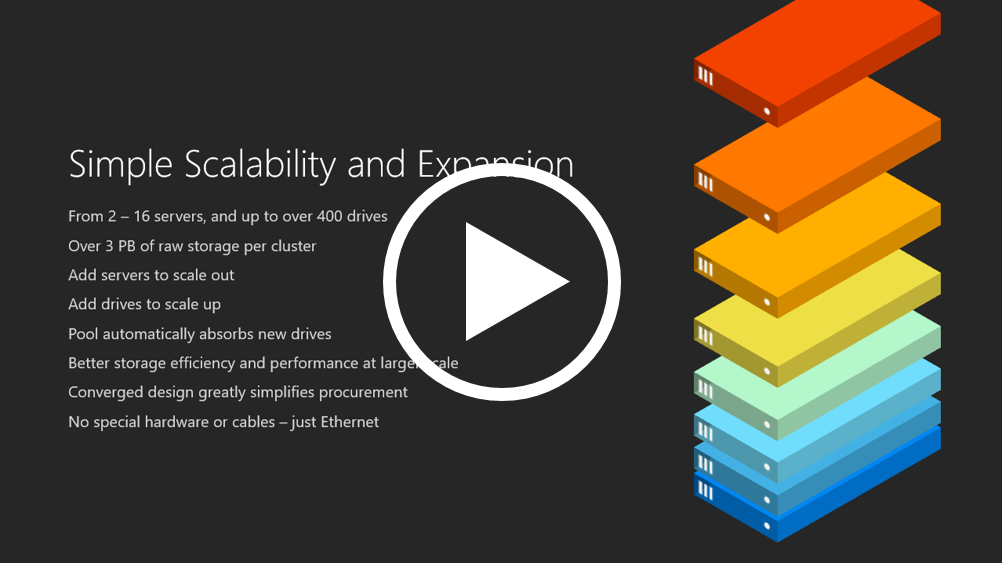 Simple Scalability and Expansion
From 2 – 16 servers, and up to over 400 drives
Over 3 PB of raw storage per cluster
Add servers to scale out
Add drives to scale up
Pool automatically absorbs new drives
Better storage efficiency and performance at larger scale
Converged design greatly simplifies procurement
No special hardware or cables – just Ethernet